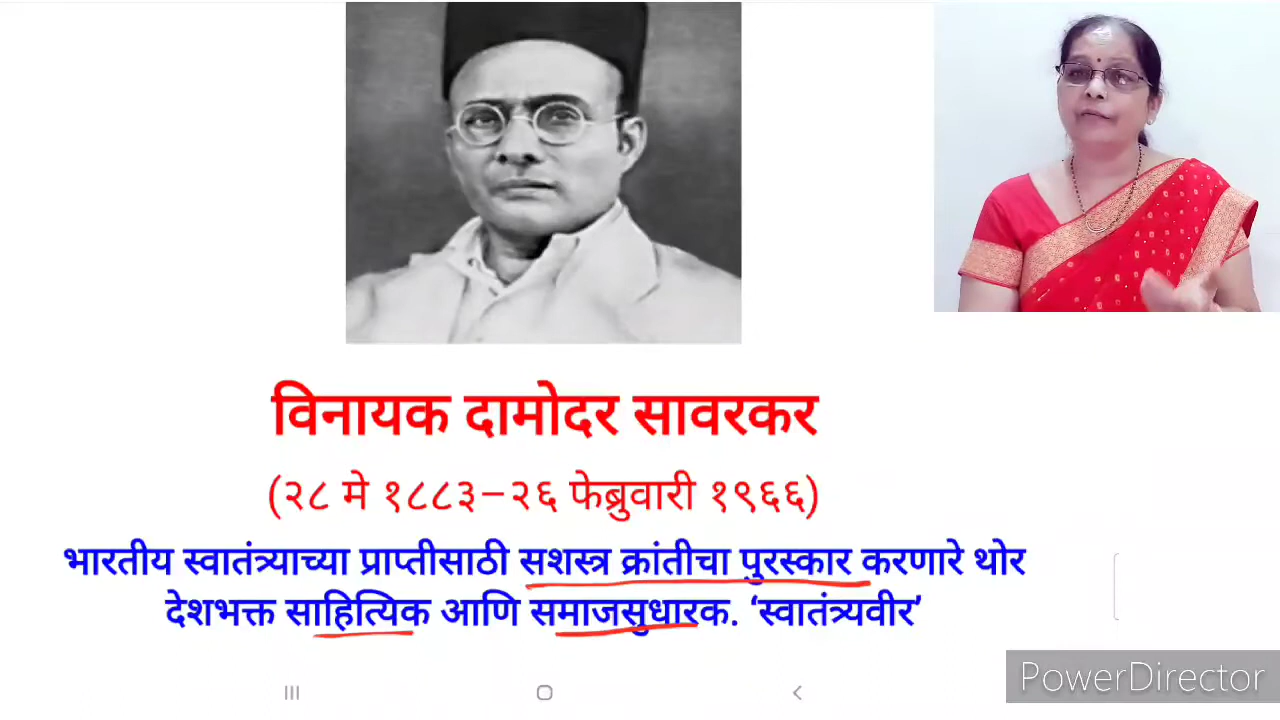 विनायक दामोदर सावरकर
(२८ मे १८८३–२६ फेब्रुवारी १९६६)
भारतीय स्वातंत्र्याच्या प्राप्तीसाठी सशस्त्र क्रांतीचा पुरस्कार करणारे थोर
देशभक्त साहित्यिक आणि समाजसुधारक. ‘स्वातंत्र्यवीर’
PowerDirector